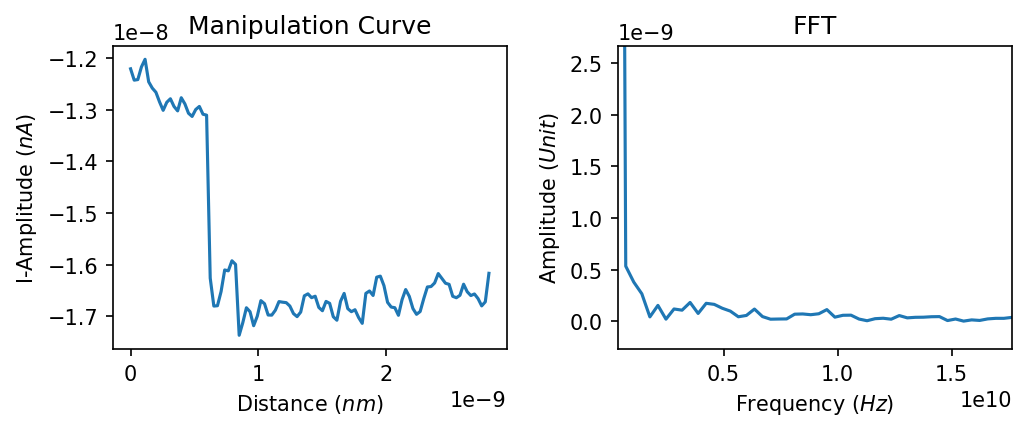 Manipulation Curve
1e−8
−1.2
−1.3
−1.4
−1.5
−1.6
−1.7
I-Amplitude (nA)
0
1
2
1e−9
Distance (nm)
FFT
1e−9
2.5
2.0
1.5
1.0
0.5
0.0
Amplitude (Unit)
0.5
1.0
1.5
1e10
Frequency (Hz)